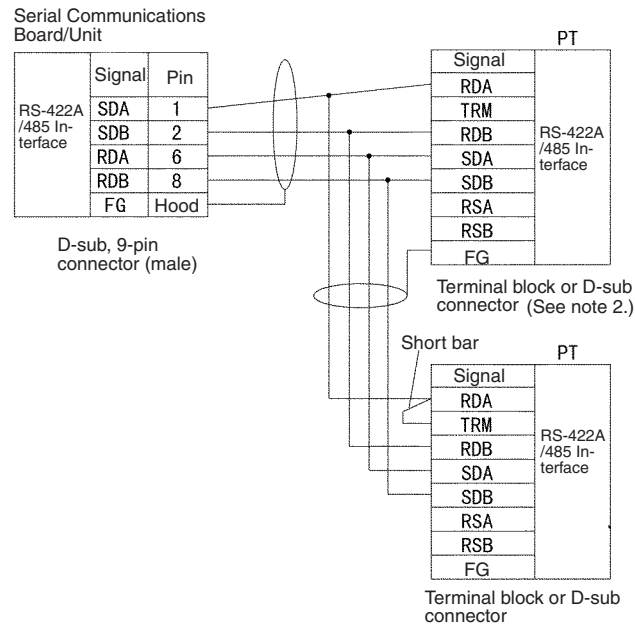 Serial Communications
Board/Unit
Signal Pin
RS-422A
/485 In-
terface
SDA 1
SDB 2
RDA 6
RDB 8
FG Hood
D-sub, 9-pin
connector (male)
PT
Signal
RDA
TRM
RDB
SDA
SDB
RSA
RSB
FG
RS-422A
/485 In-
terface
Terminal block or D-sub
connector (See note 2.)
Short bar
PT
Signal
RDA
TRM
RDB
SDA
SDB
RSA
RSB
FG
RS-422A
/485 In-
terface
Terminal block or D-sub
connector